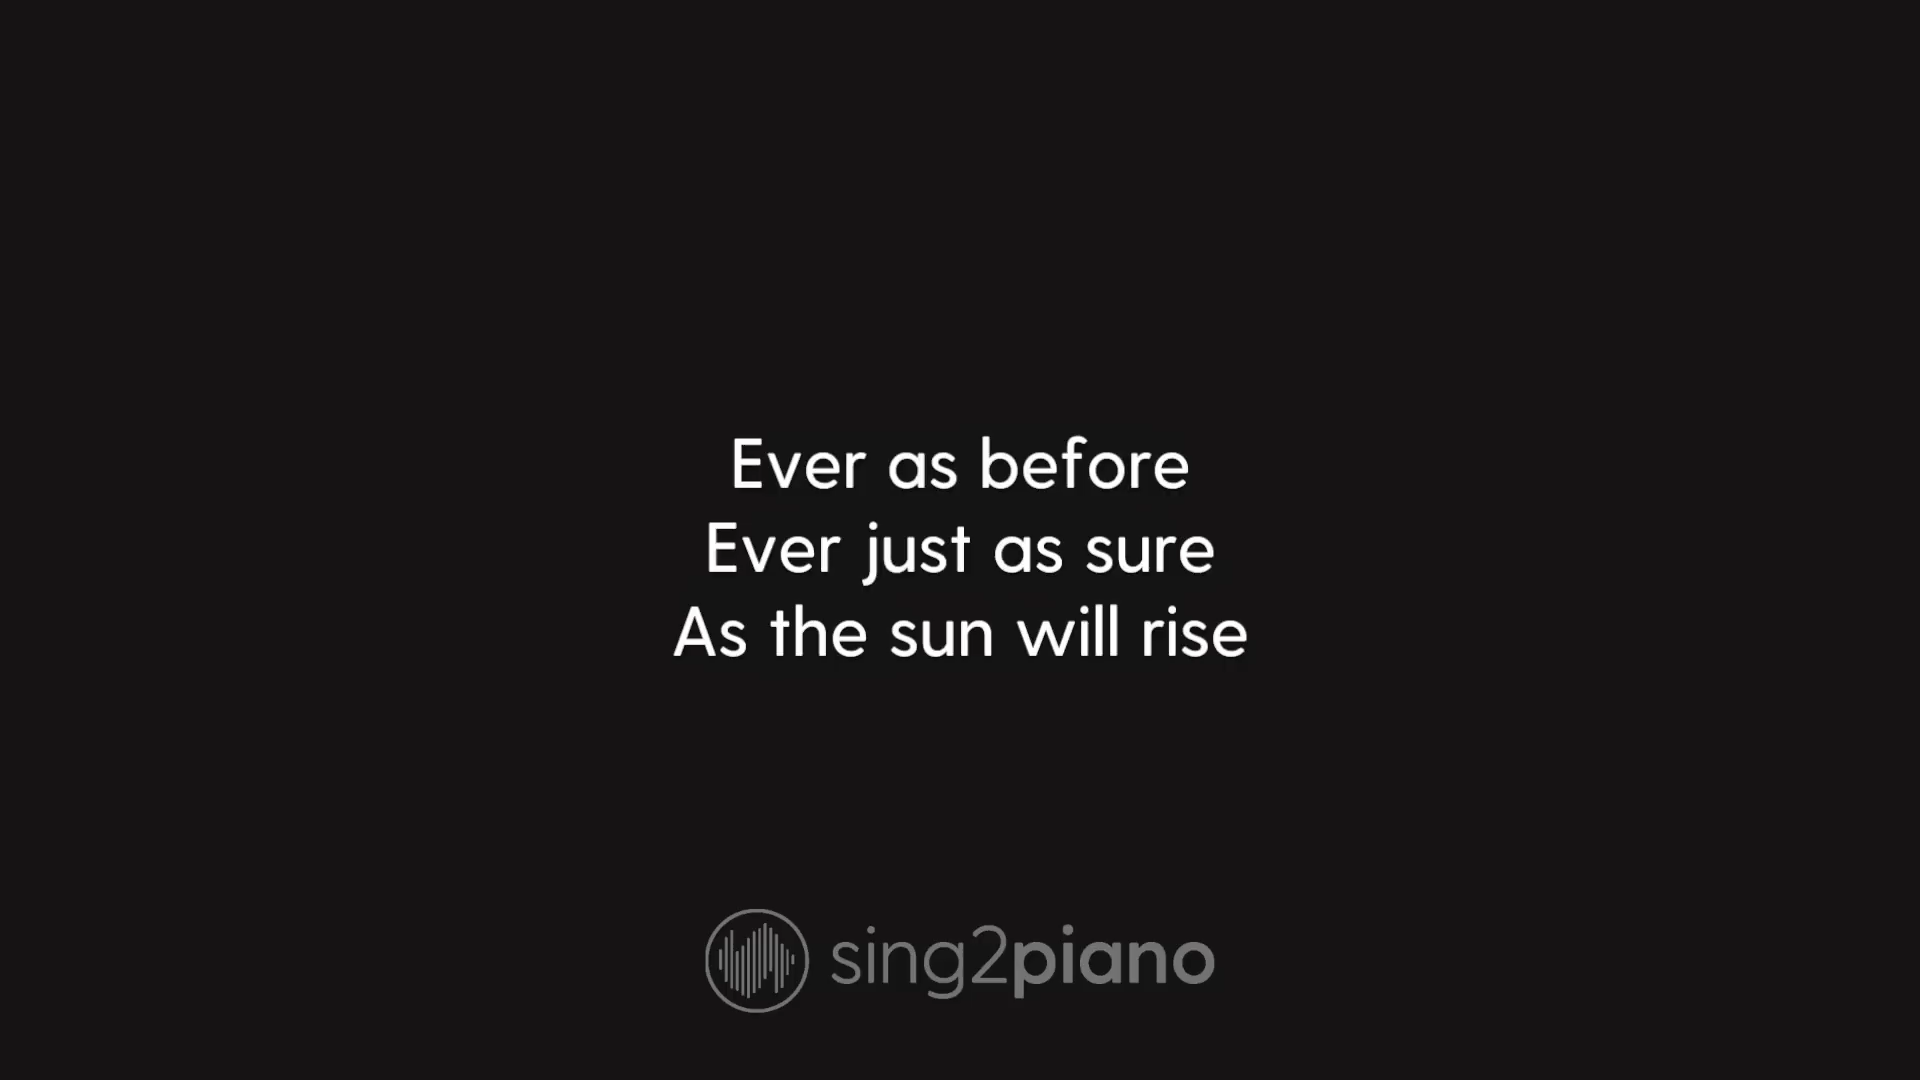 Ever as before
Ever just as sure
As the sun will rise
sing2piano